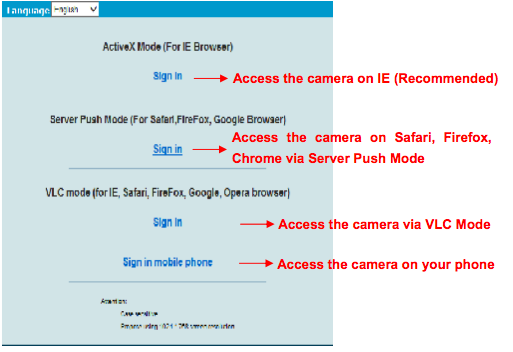 Language English
ActiveX Mode (For IE Browser)
Sign in
Access the camera on IE (Recommended)
Server Push Mode (For Safari,FireFox, Google Browser)
Sign in
Access the camera on Safari, Firefox,
Chrome via Server Push Mode
VLC mode (for IE, Safari, FireFox, Google, Opera browser)
Sign in
Access the camera via VLC Mode
Sign in mobile phone
Access the camera on your phone
Attention:
Case sensitive
screen resolution